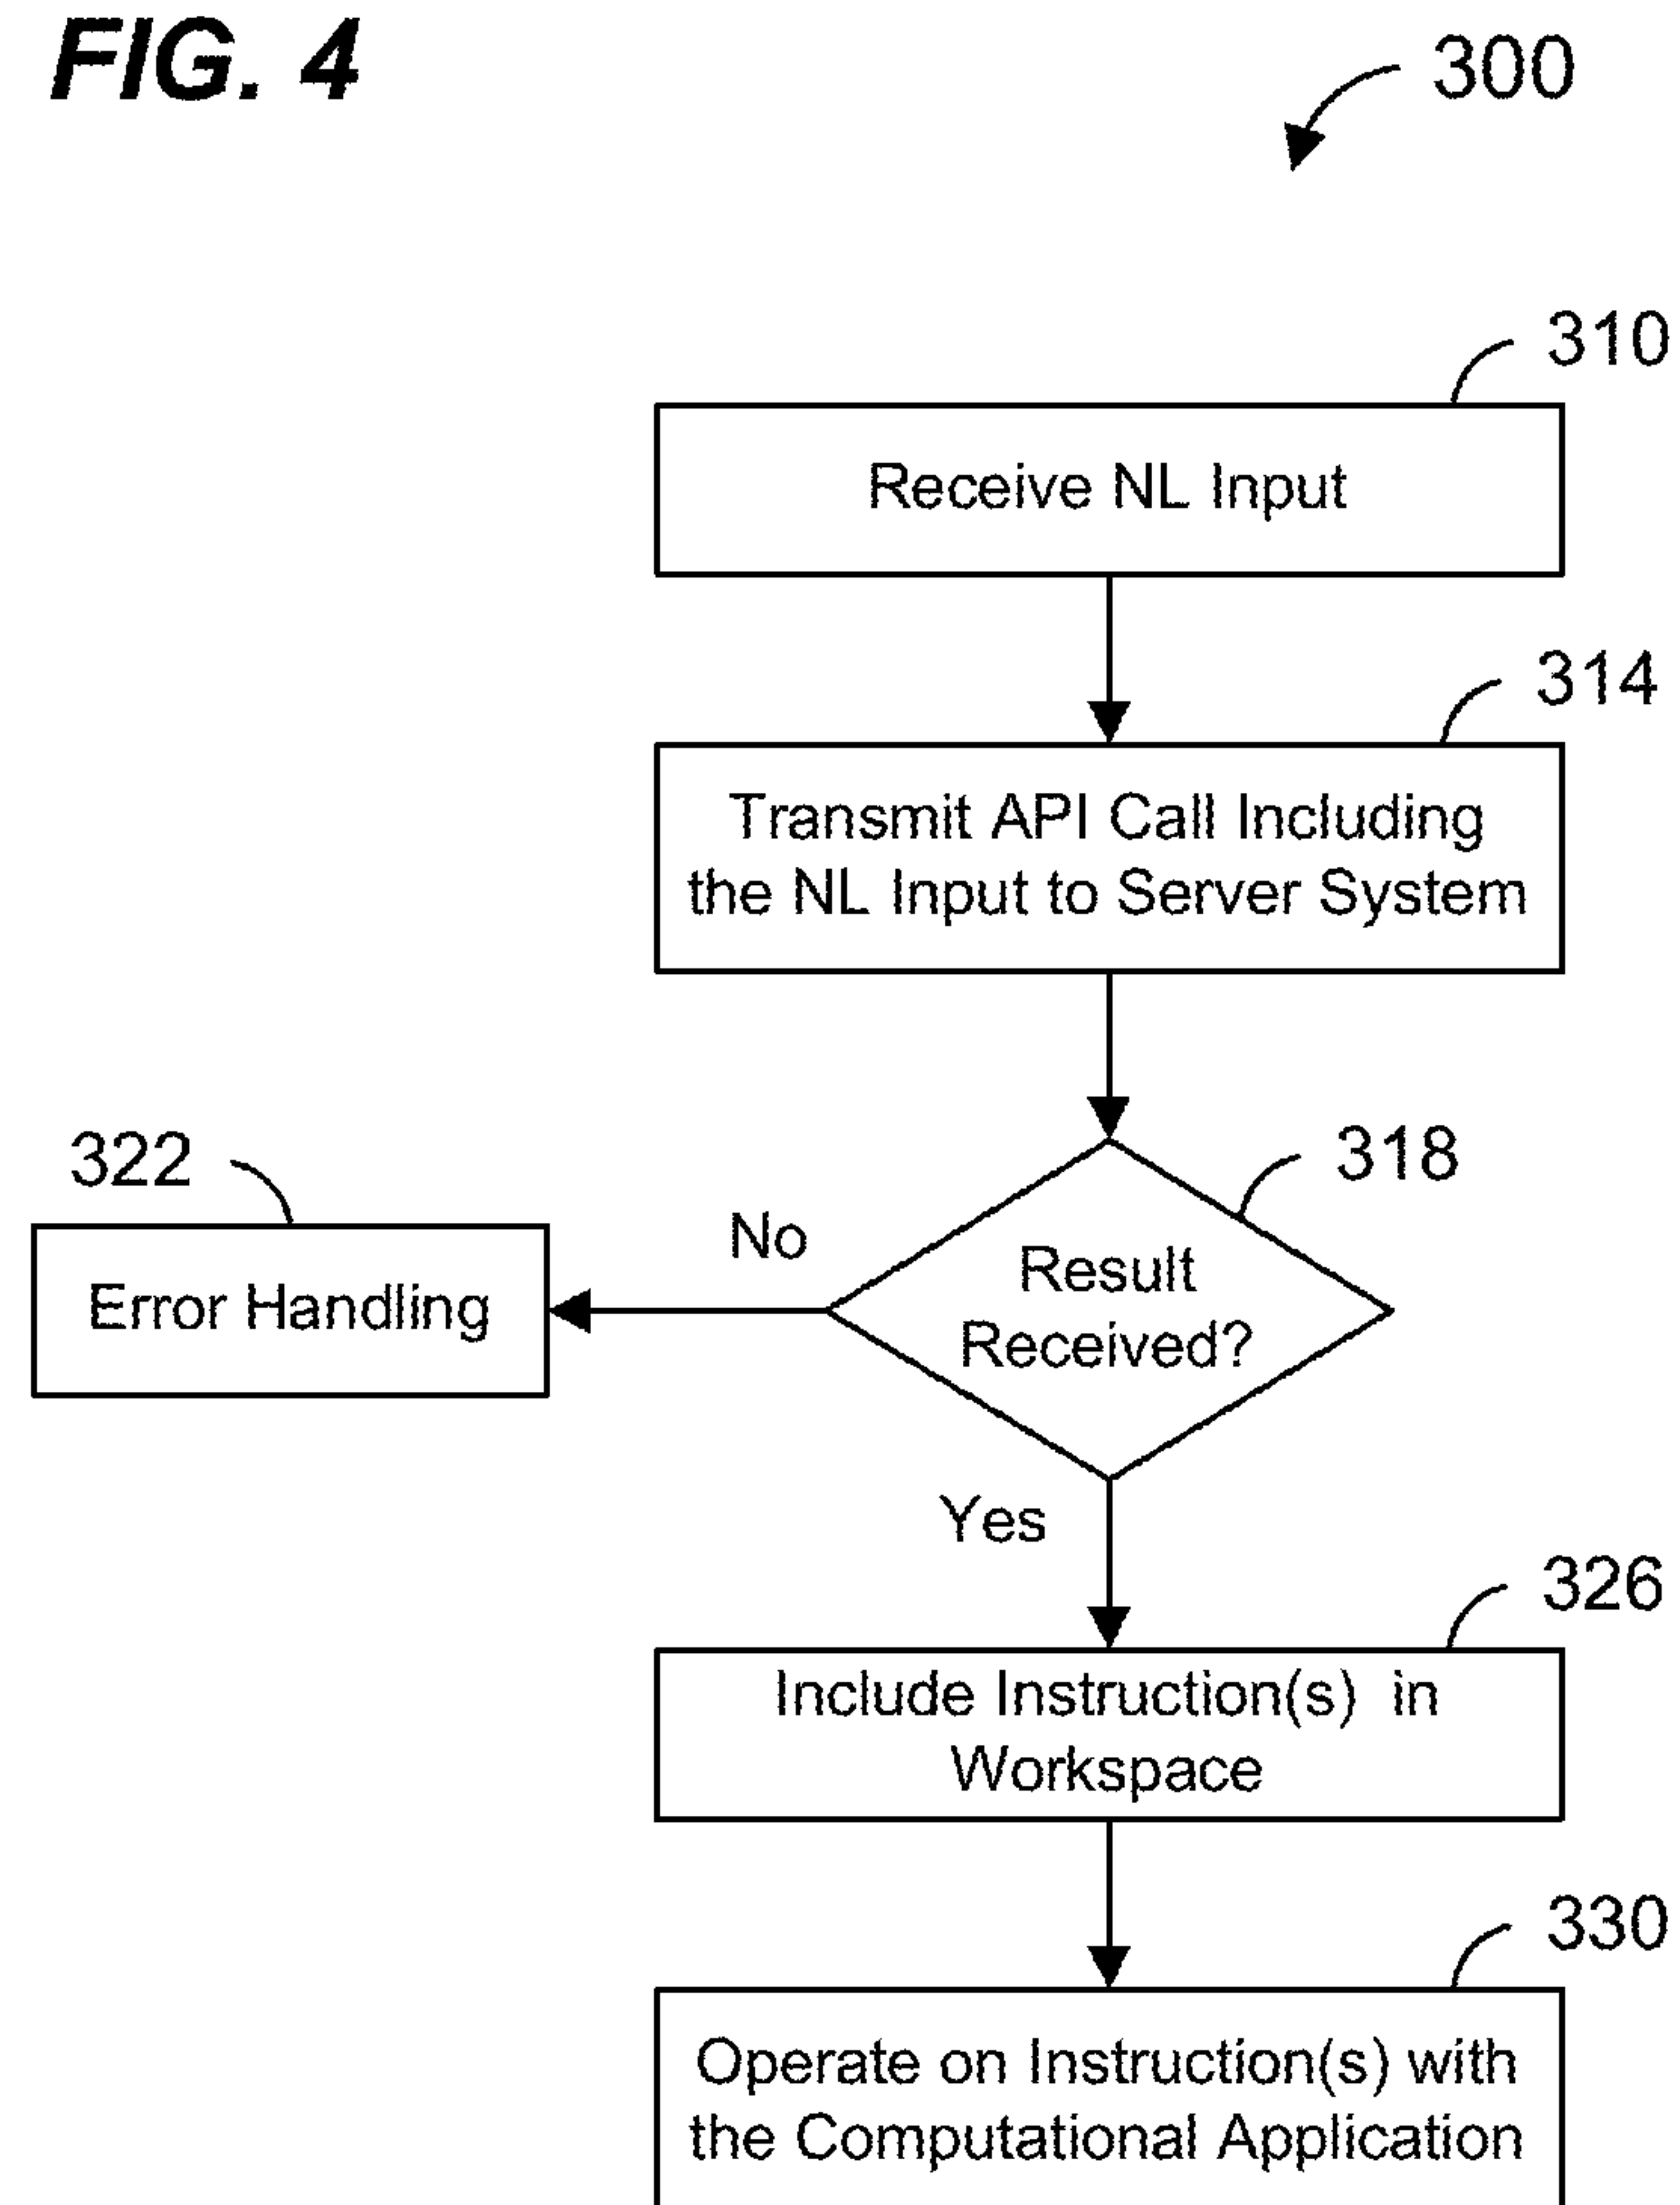 FIG. 4
300
310
Receive NL Input
314
Transmit API Call Including
the NL Input to Server System
322
318
No
Error Handling
Result
Received?
Yes
326
Include Instruction(s) in
Workspace
330
Operate on Instruction(s) with
the Computational Application